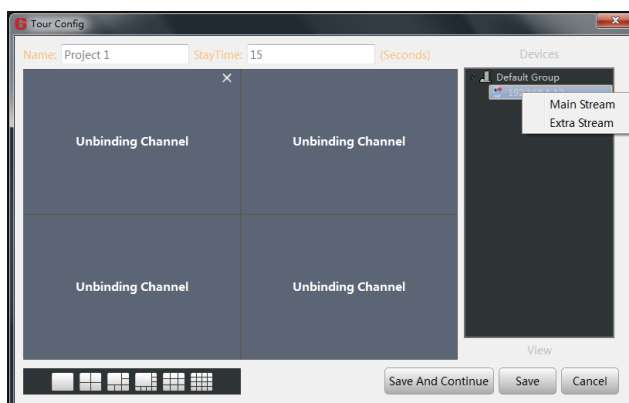 G Tour Config
Name: Project 1 StayTime: 15 (Seconds) Devices
Default Group
Main Stream
Extra Stream
Unbinding Channel Unbinding Channel
Unbinding Channel Unbinding Channel
View
Save And Continue Save Cancel